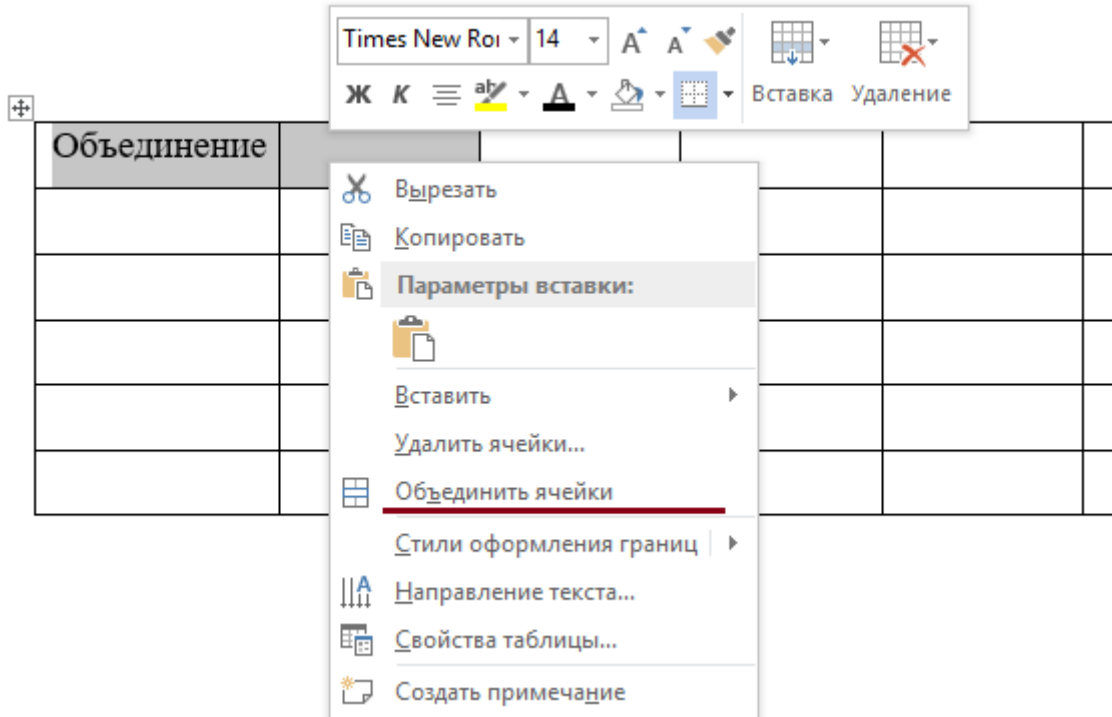 Times New Roı 14
Ж К Вставка Удаление
Объединение
Вырезать
Копировать
Параметры вставки:
Вставить
Удалить ячейки...
Объединить ячейки
Стили оформления границ
Направление текста...
Свойства таблицы...
Создать примечание